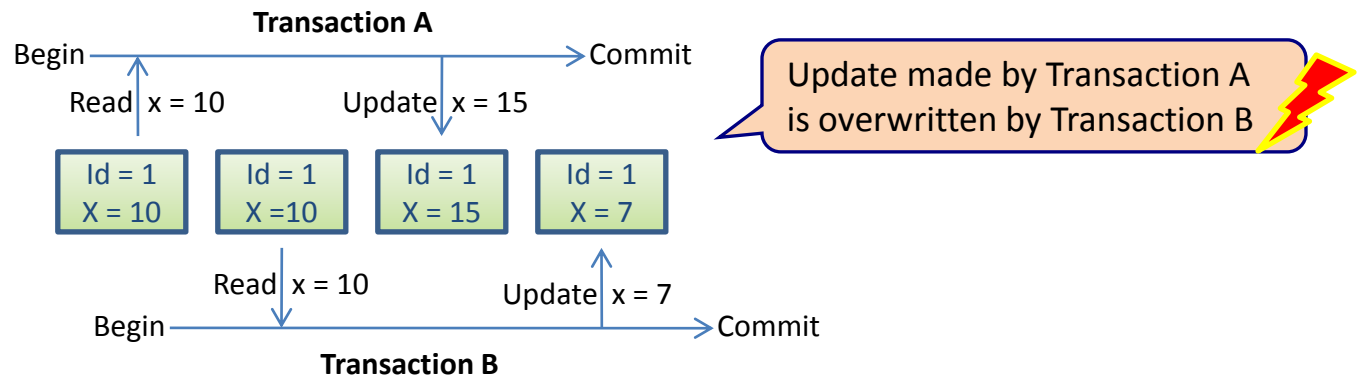 Transaction A
Begin
Commit
Read x = 10
Update x = 15
Update made by Transaction A
is overwritten by Transaction B
Id = 1
X = 10
Id = 1
X =10
Id = 1
X = 15
Id = 1
X = 7
Read x = 10
Update x = 7
Begin
Commit
Transaction B